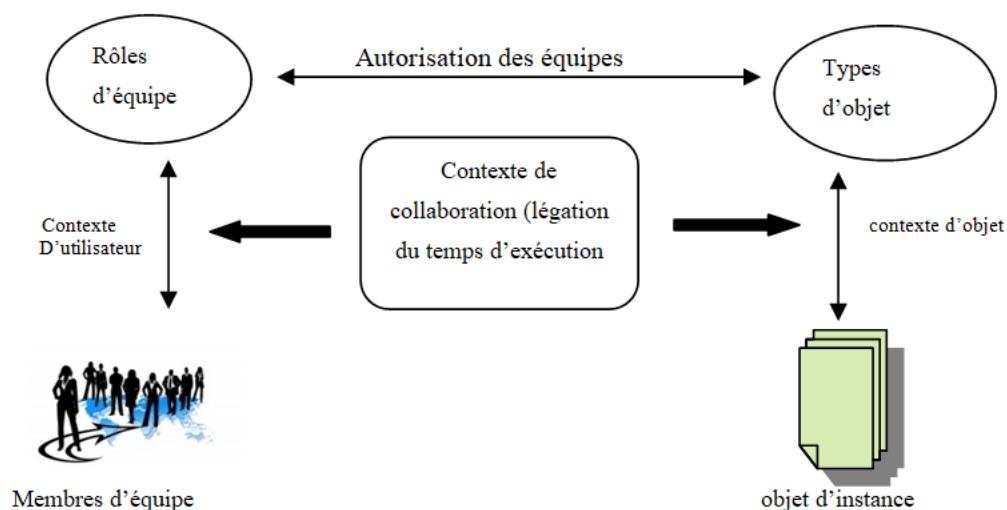 Rôles
d’équipe
Autorisation des équipes
Types
d’objet
Contexte de
collaboration (légation
du temps d’exécution
Contexte
D’utilisateur
contexte d’objet
Membres d’équipe
objet d’instance